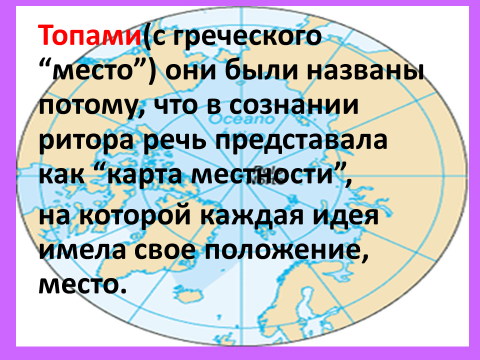 Топами(с греческого
“место”) они были названы
потому, что в сознании
ритора речь представала
как “карта местности”,
на которой каждая идея
имела свое положение,
место.
Oceano